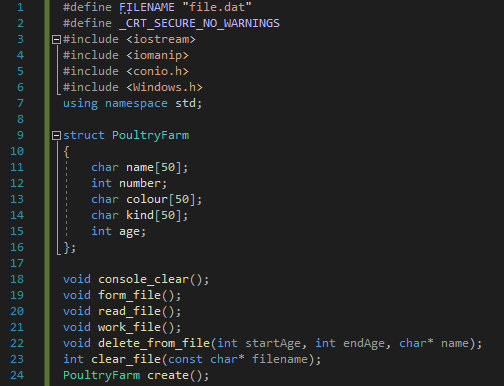 1 #define FILENAME "file.dat"
2 #define _CRT_SECURE_NO_WARNINGS
3 #include <iostream>
4 #include <iomanip>
5 #include <conio.h>
6 #include <Windows.h>
7 using namespace std;
8
9 struct PoultryFarm
10 {
11 char name[50];
12 int number;
13 char colour[50];
14 char kind[50];
15 int age;
16 };
17
18 void console_clear();
19 void form_file();
20 void read_file();
21 void work_file();
22 void delete_from_file(int startAge, int endAge, char* name);
23 int clear_file(const char* filename);
24 PoultryFarm create();